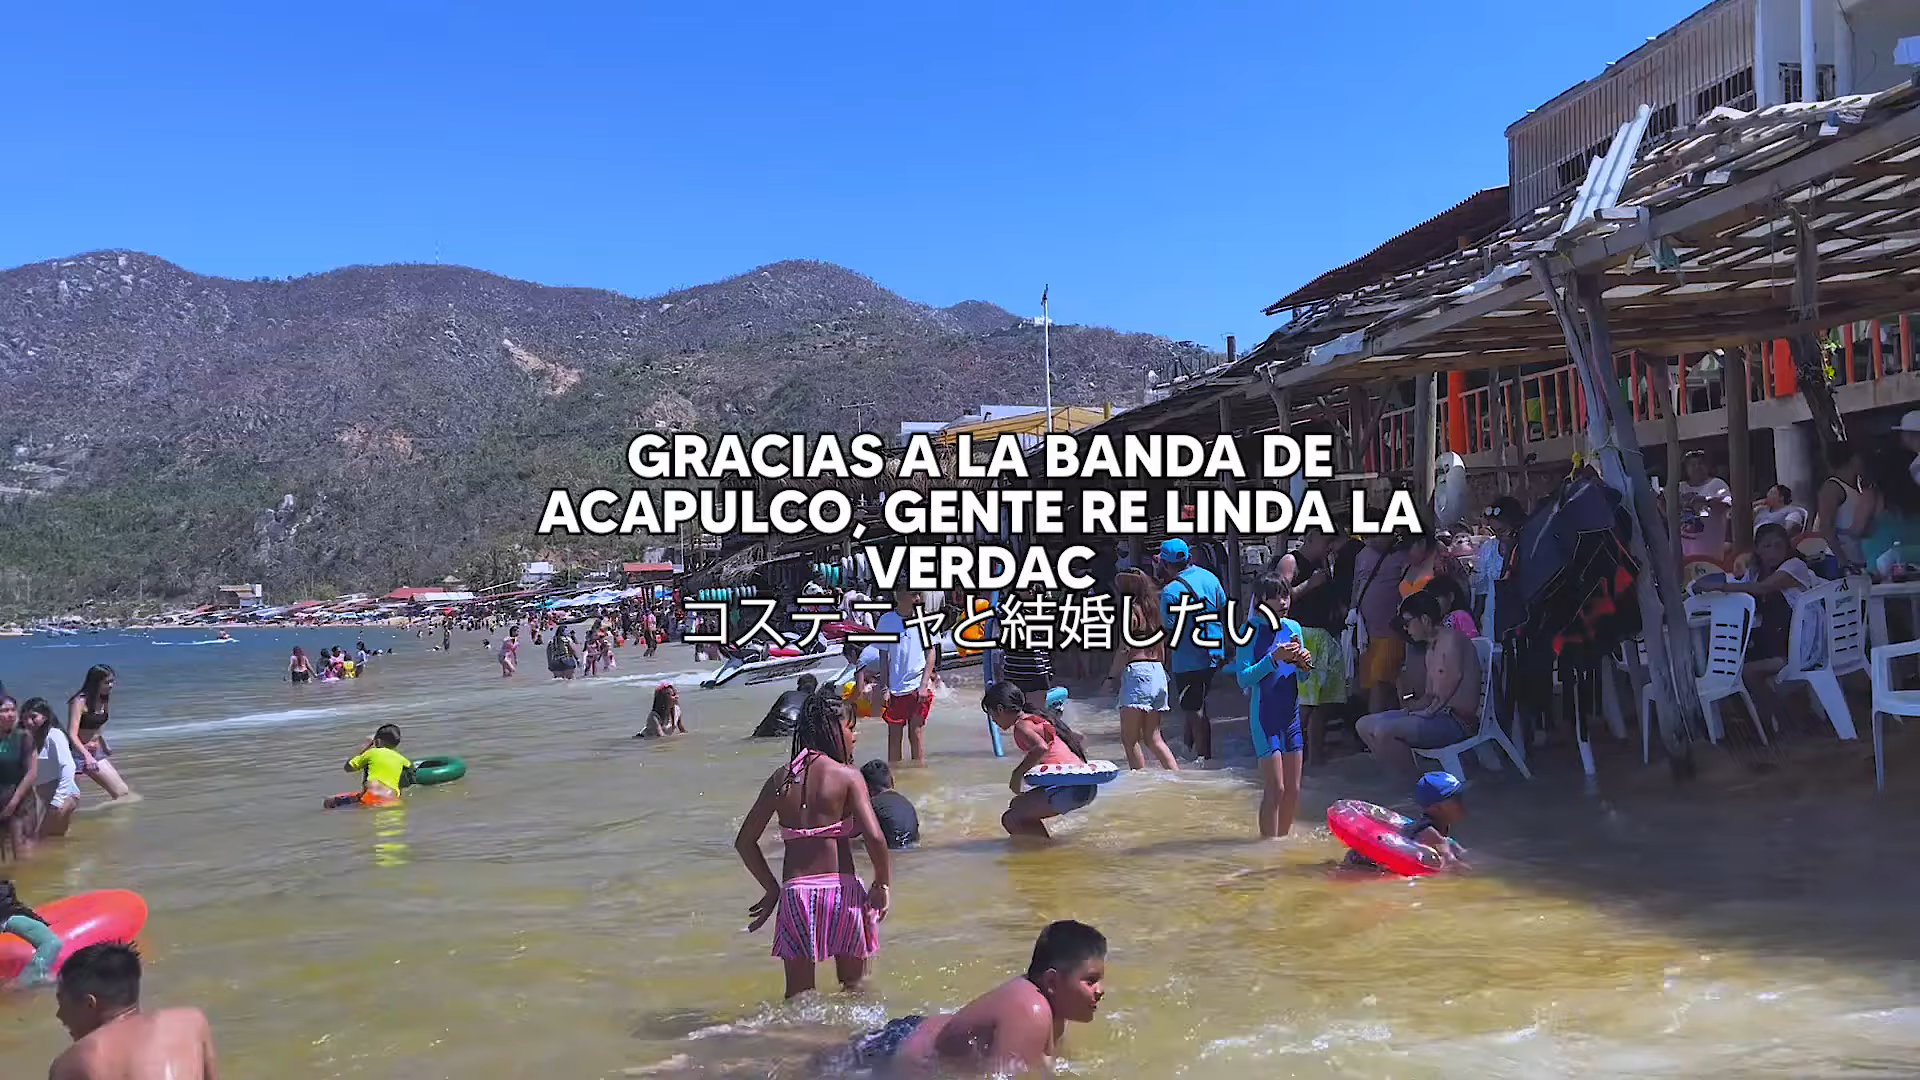 GRACIAS A LA BANDA DE
ACAPULCO, GENTE RE LINDA LA
VERDAC
コステニャと結婚したい